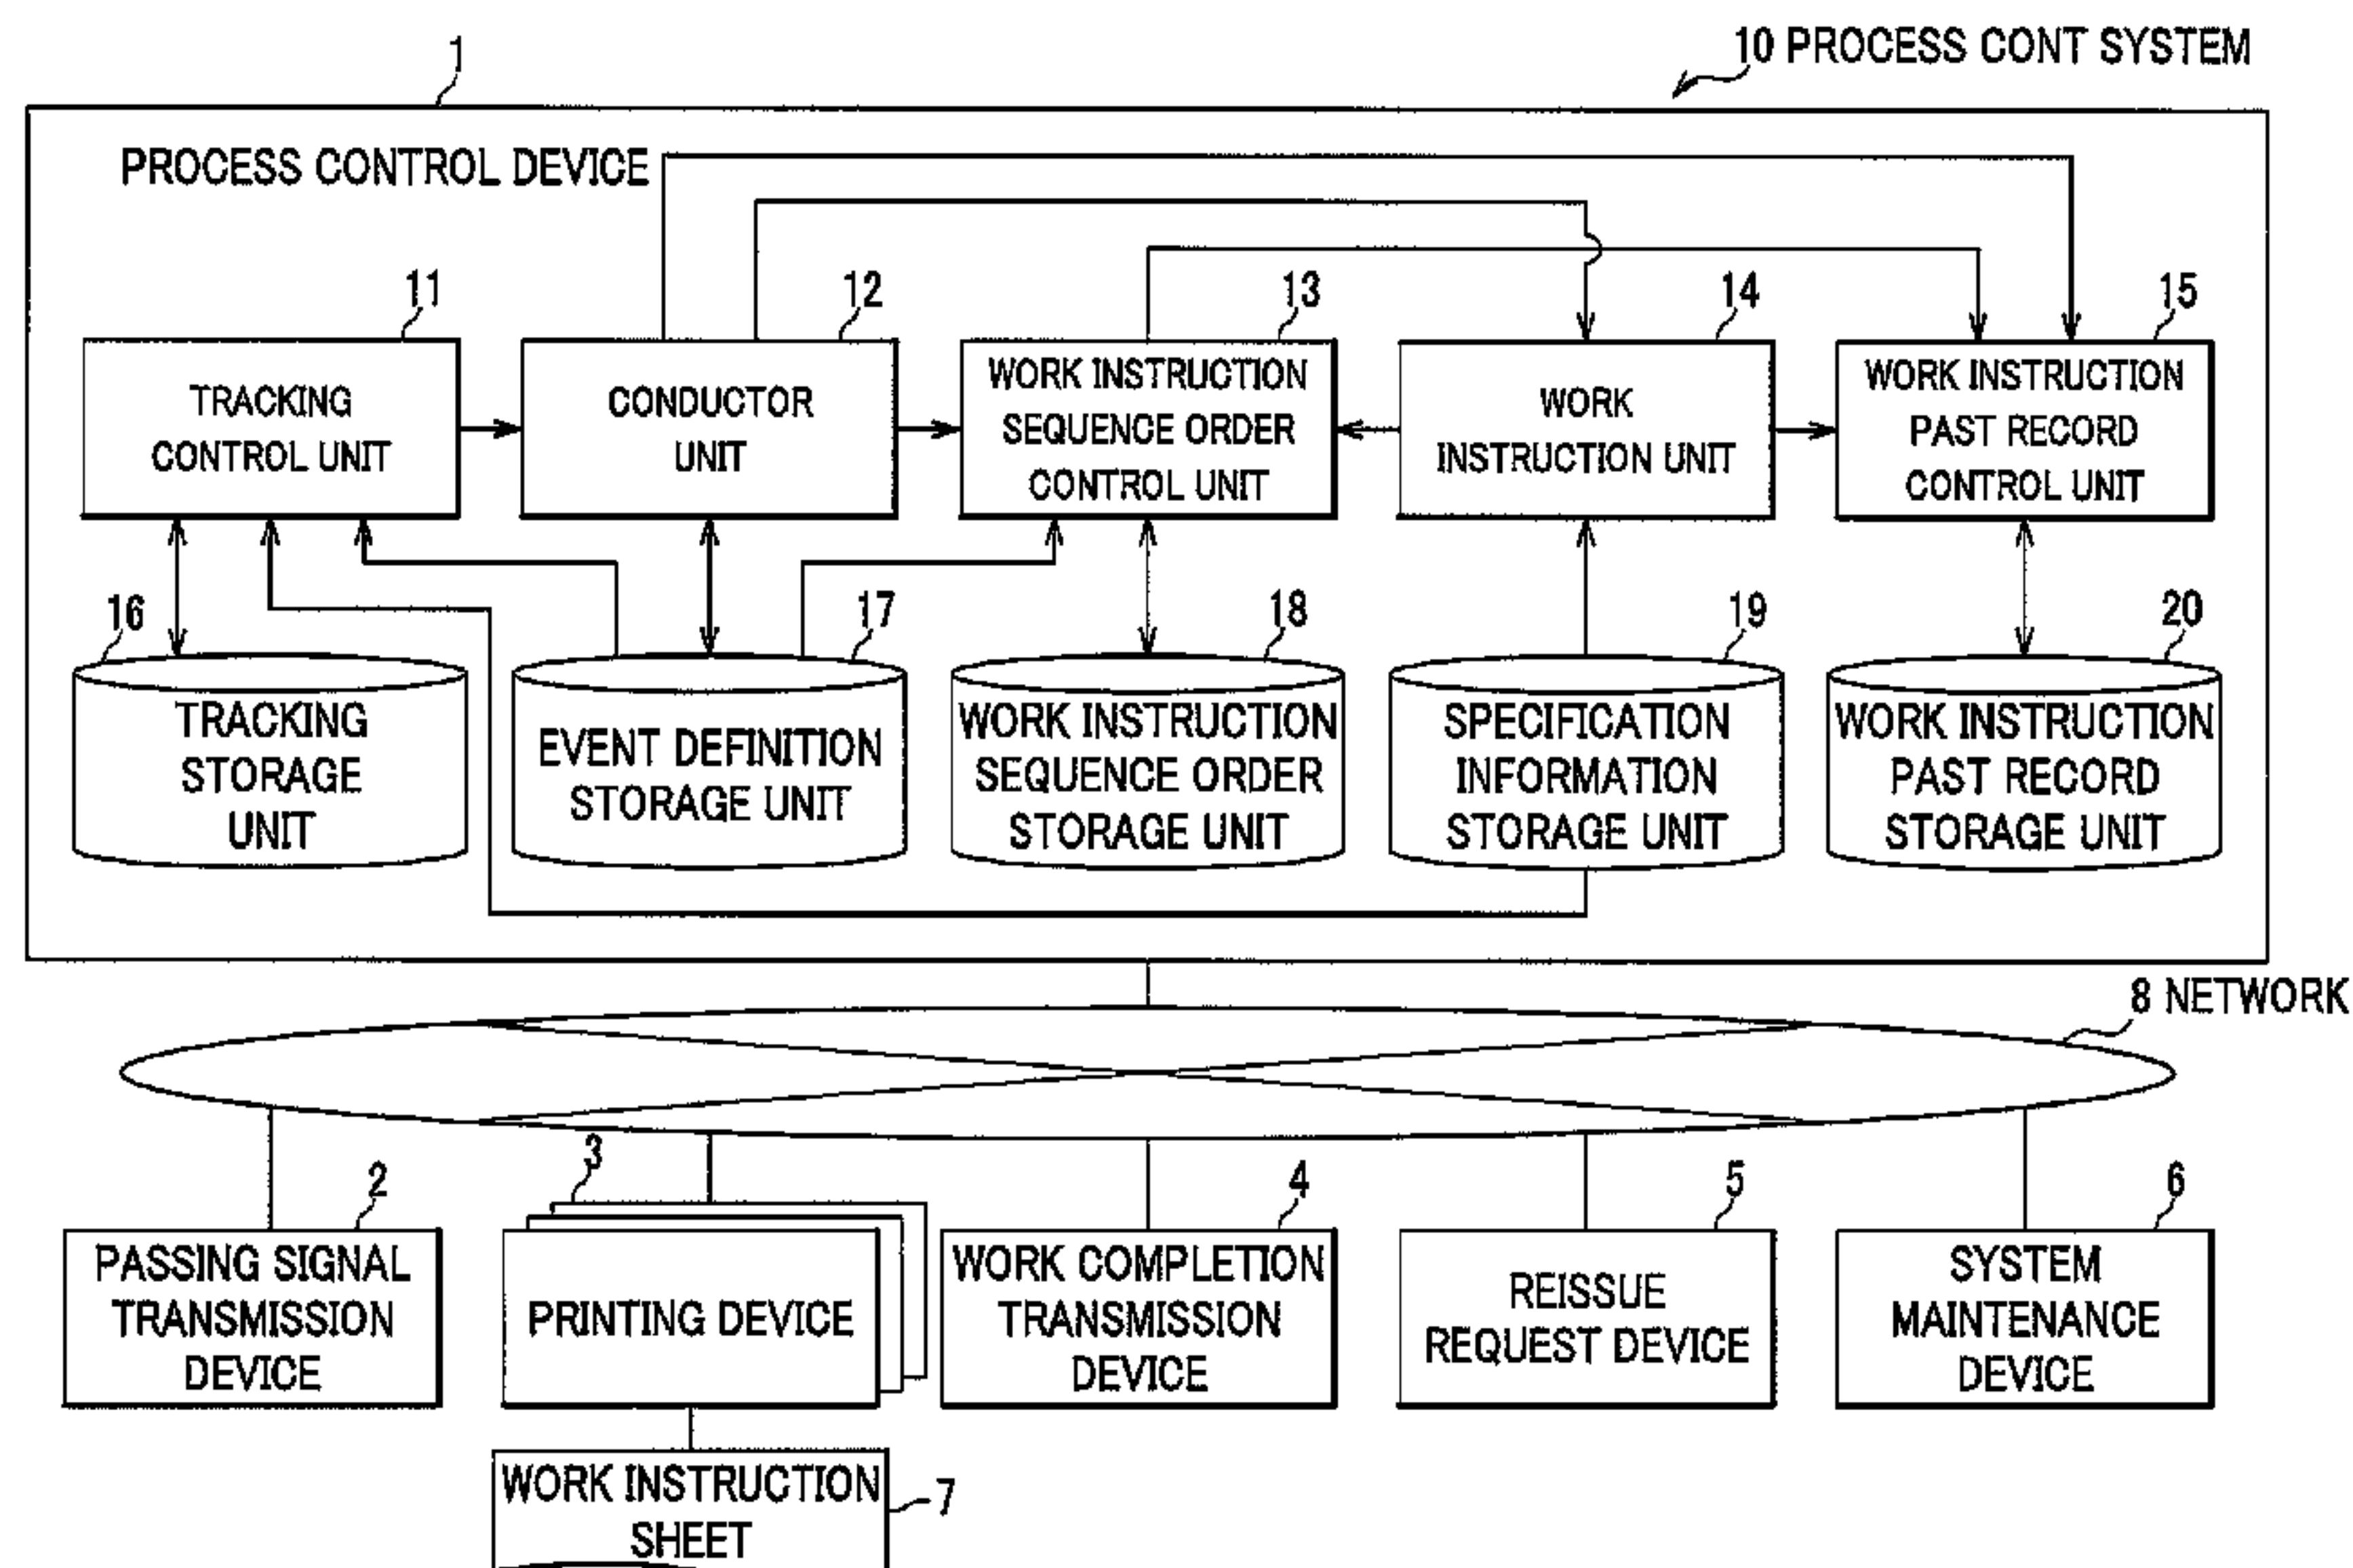 1
10 PROCESS CONT SYSTEM
PROCESS CONTROL DEVICE
11
12
13
14
15
TRACKING
CONTROL UNIT
CONDUCTOR
UNIT
WORK INSTRUCTION
SEQUENCE ORDER
CONTROL UNIT
WORK
INSTRUCTION UNIT
WORK INSTRUCTION
PAST RECORD
CONTROL UNIT
16
17
18
19
20
TRACKING
STORAGE
UNIT
EVENT DEFINITION
STORAGE UNIT
WORK INSTRUCTION
SEQUENCE ORDER
STORAGE UNIT
SPECIFICATION
INFORMATION
STORAGE UNIT
WORK INSTRUCTION
PAST RECORD
STORAGE UNIT
8 NETWORK
2
3
4
5
6
PASSING SIGNAL
TRANSMISSION
DEVICE
PRINTING DEVICE
WORK COMPLETION
TRANSMISSION
DEVICE
REISSUE
REQUEST DEVICE
SYSTEM
MAINTENANCE
DEVICE
WORK INSTRUCTION
SHEET
7